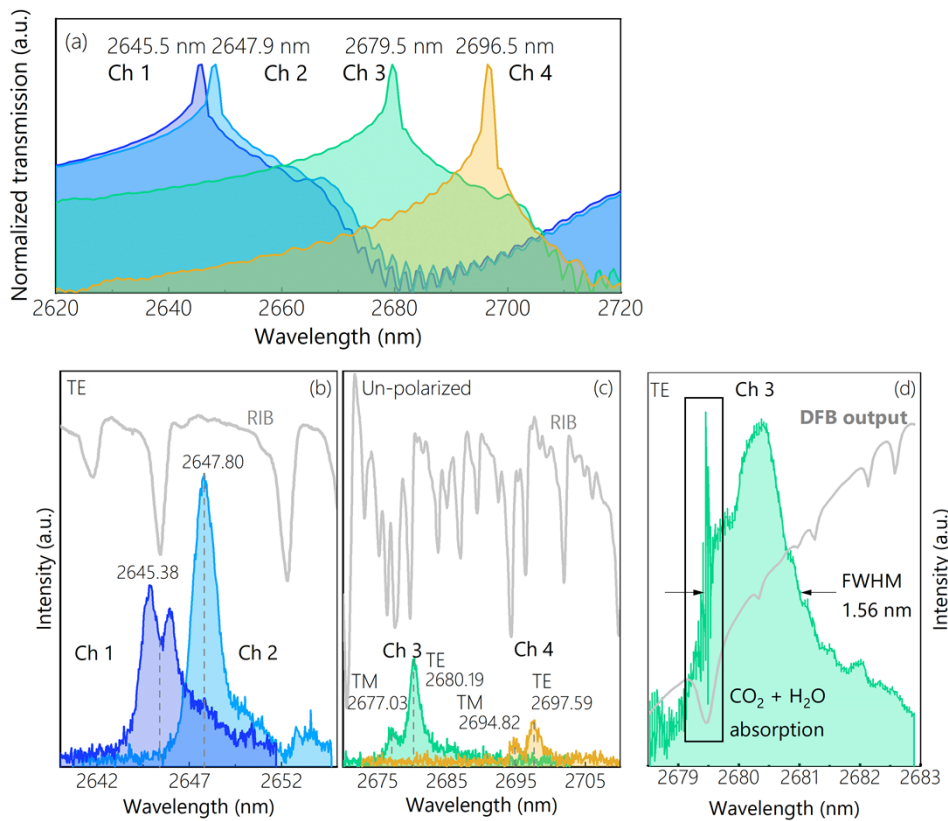 (a)
2645.5 nm 2647.9 nm 2679.5 nm 2696.5 nm
Ch 1 Ch 2 Ch 3 Ch 4
Normalized transmission (a.u.)
2620 2640 2660 2680 2700 2720
Wavelength (nm)
TE (b)
RIB
2647.80
2645.38
Ch 1 Ch 2
Intensity (a.u.)
2642 2647 2652
Wavelength (nm)
Un-polarized (c)
RIB
Ch 3 Ch 4
TM
2677.03
TE
2680.19
TM
2694.82
TE
2697.59
2675 2685 2695 2705
Wavelength (nm)
TE Ch 3 (d)
DFB output
FWHM
1.56 nm
CO₂ + H₂O
absorption
Intensity (a.u.)
2679 2680 2681 2682 2683
Wavelength (nm)